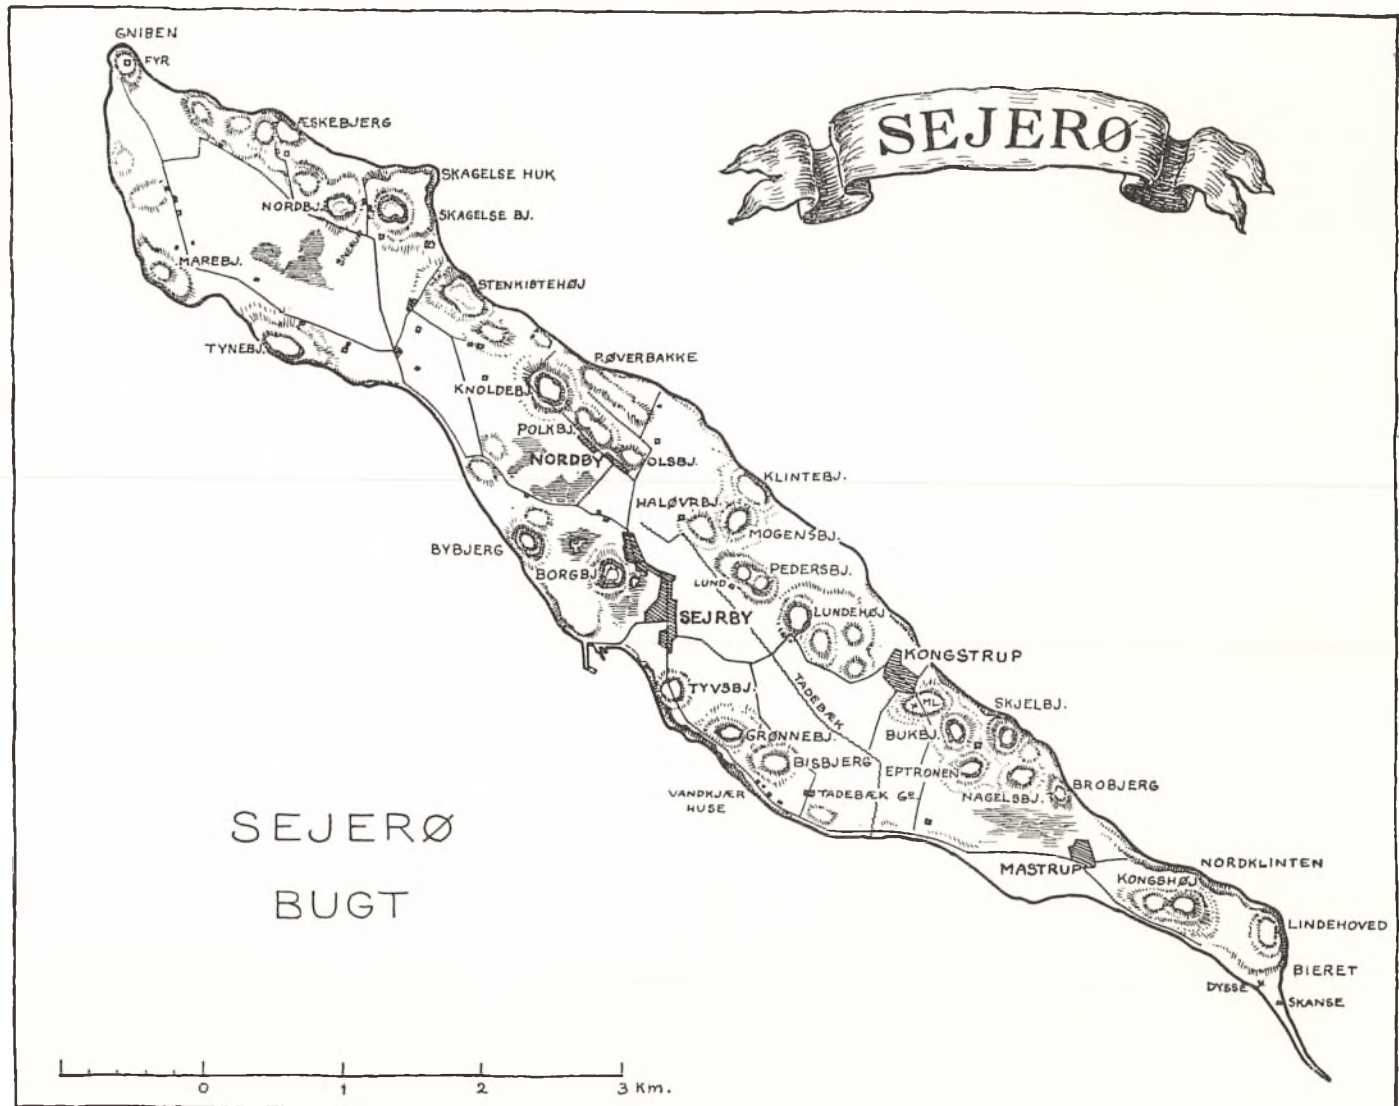 GNIBEN
FYR
SEJERØ
ÆSKEBJERG
SKAGELSE HUK
NORDBJ.
SKAGELSE BJ.
MAREBJ.
STENKISTEHØJ
TYNEBJ.
RØVERBAKKE
KNOLDEBJ.
POLKBJ.
NORDBY
OLSBJ.
KLINTEBJ.
HALØVRBJ.
MOGENSBJ.
BYBJERG
BORGBJ.
PEDERSBJ.
LUND
LUNDEHØJ
SEJRBY
KONGSTRUP
TYVSBJ.
TADEBÆK
ML.
SKJELBJ.
GRØNNEBJ.
BUKBJ.
BISBJERG
EPTRONEN
VANDKJÆR
HUSE
TADEBÆK Gd.
NAGELSBJ.
BROBJERG
SEJERØ
BUGT
MASTRUP
NORDKLINTEN
KONGSHØJ
LINDEHOVED
BIERET
DYSSE
SKANSE
0 1 2 3 Km.